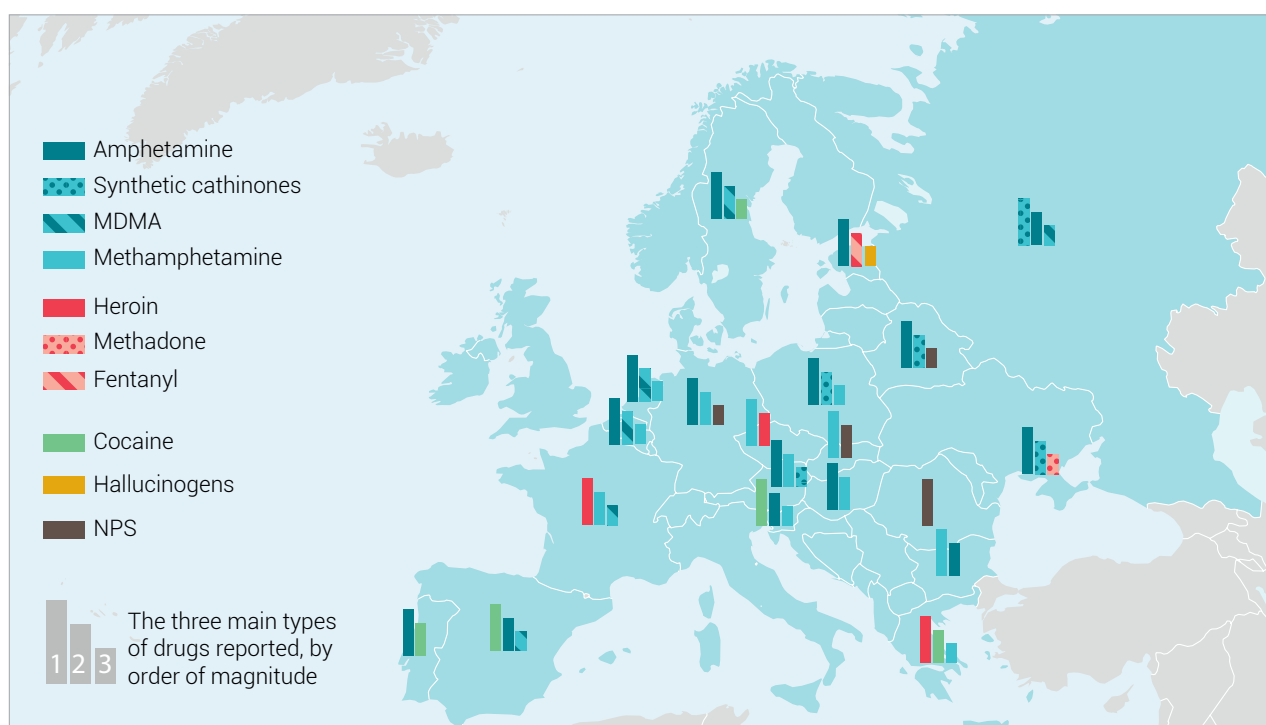 Amphetamine
Synthetic cathinones
MDMA
Methamphetamine
Heroin
Methadone
Fentanyl
Cocaine
Hallucinogens
NPS
1 2 3
The three main types
of drugs reported, by
order of magnitude